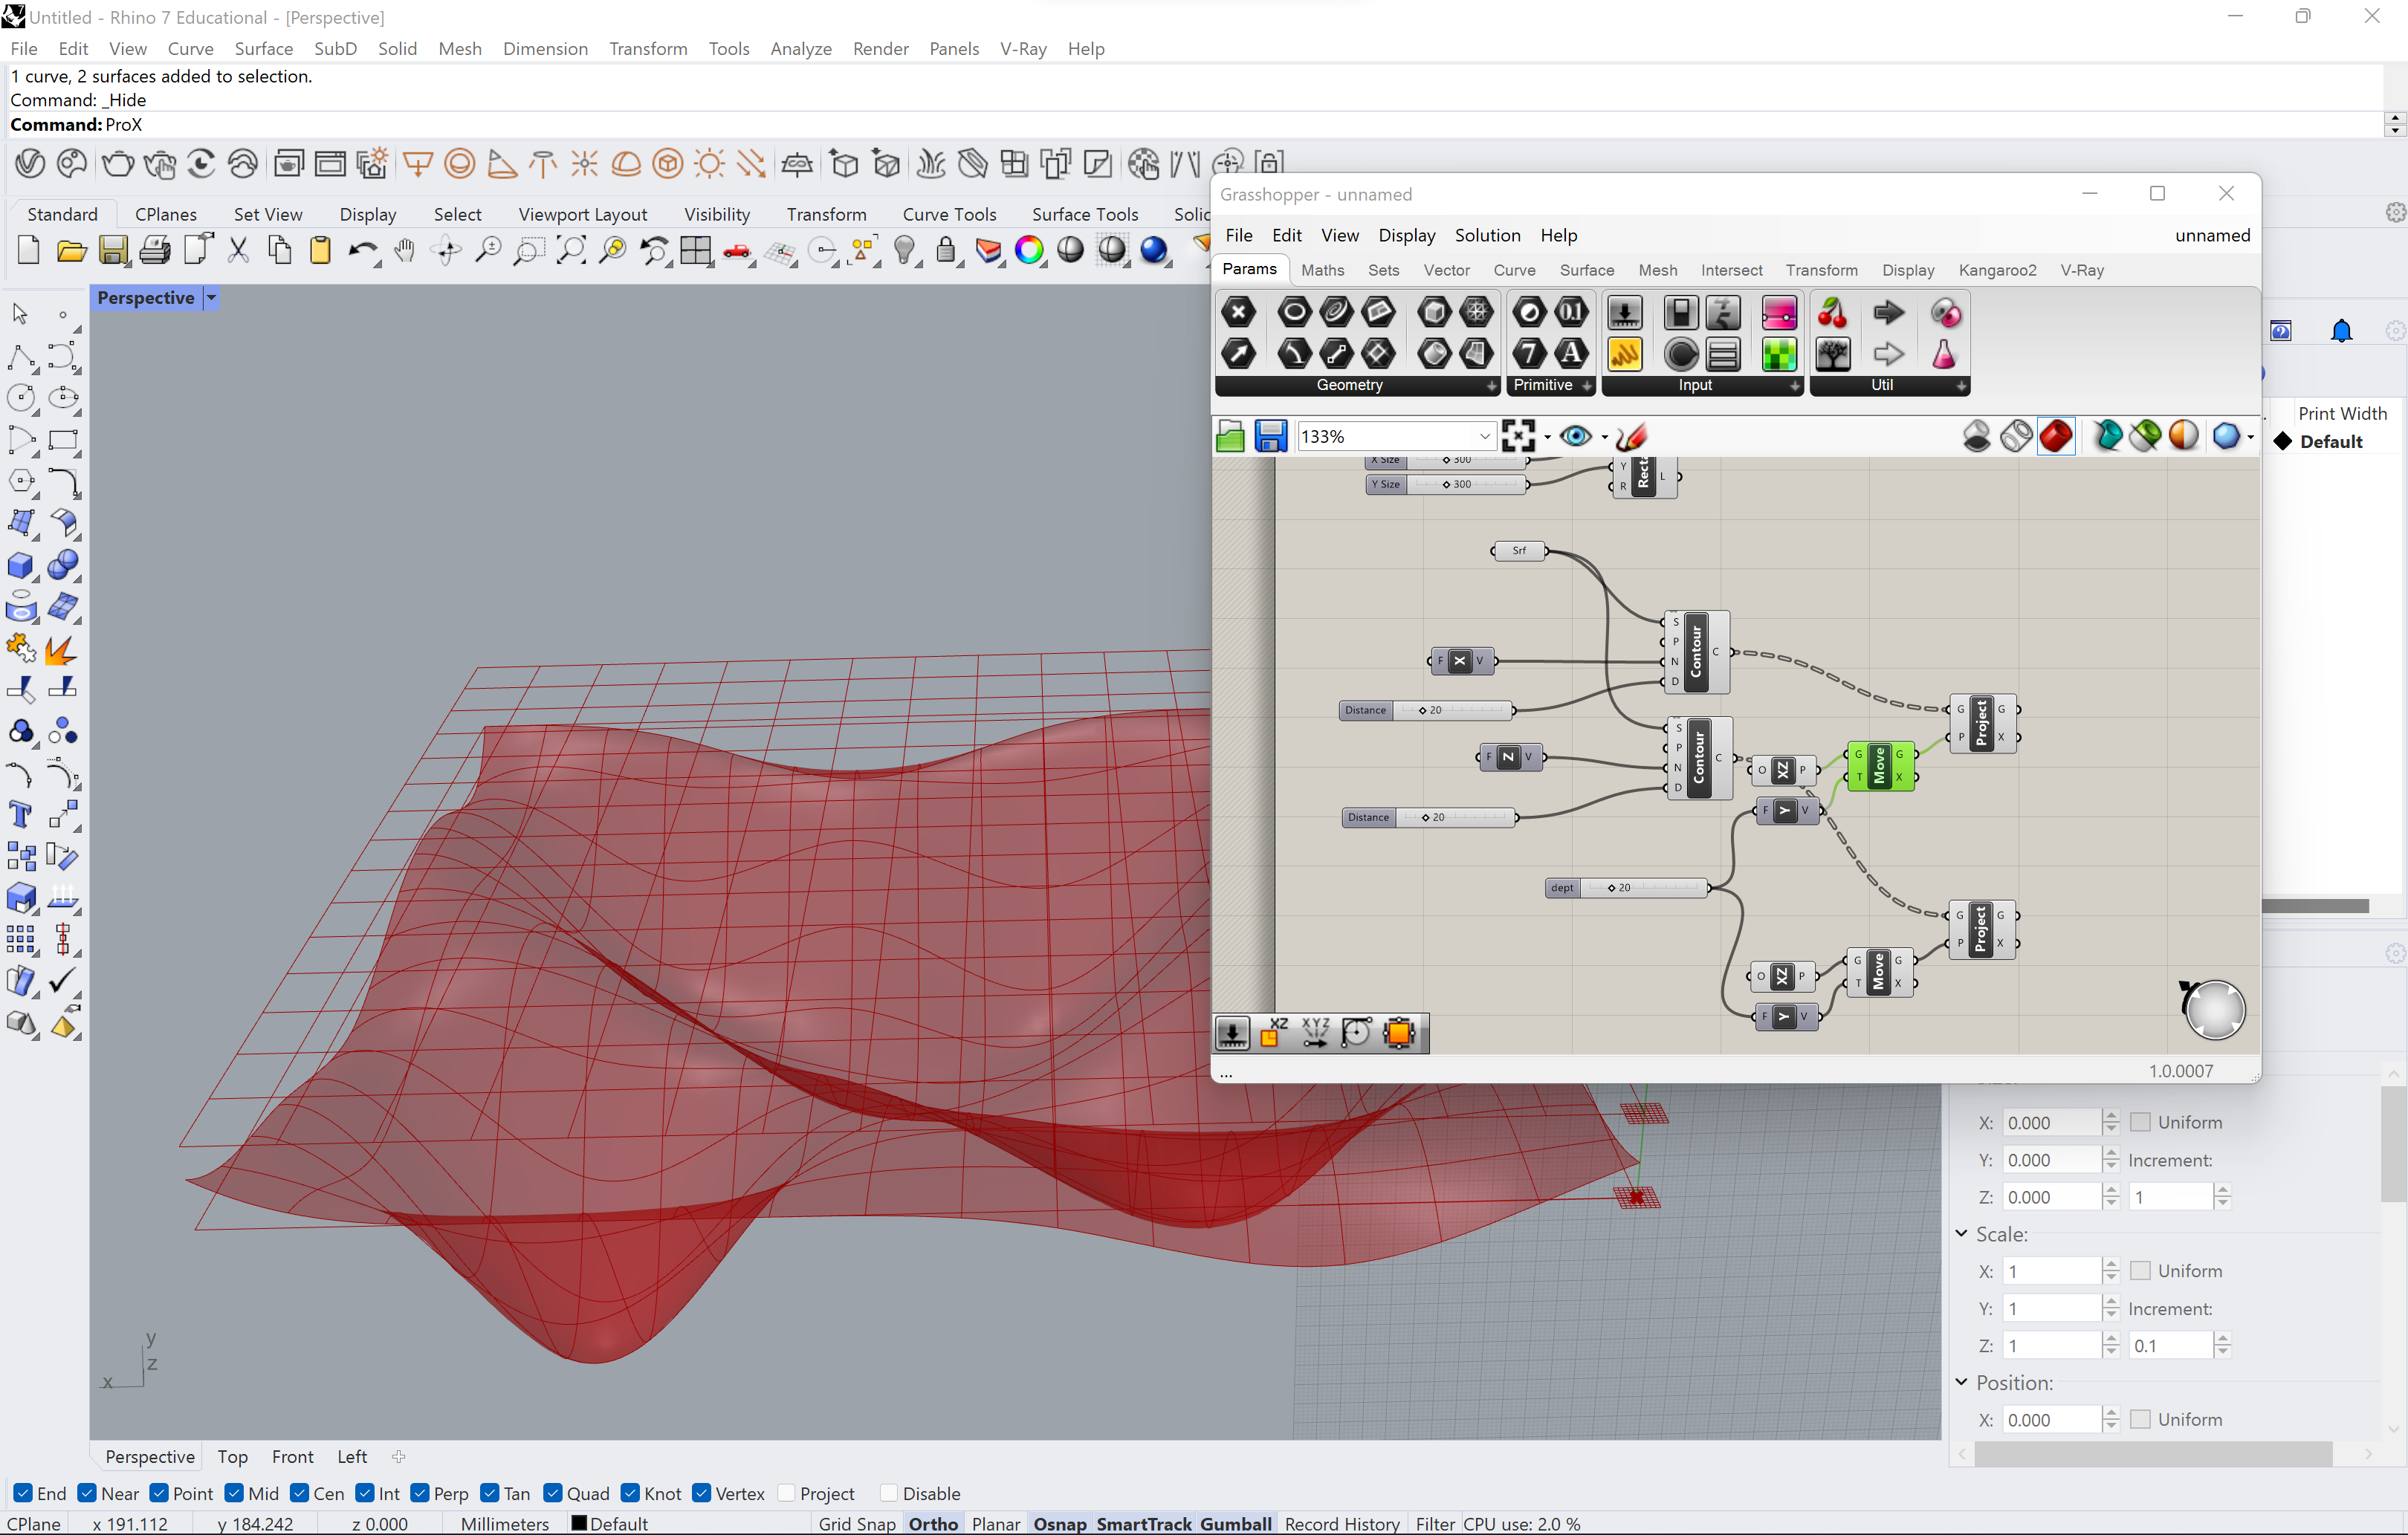 Untitled - Rhino 7 Educational - [Perspective]
File Edit View Curve Surface SubD Solid Mesh Dimension Transform Tools Analyze Render Panels V-Ray Help
1 curve, 2 surfaces added to selection.
Command: _Hide
Command: ProX
Standard CPlanes Set View Display Select Viewport Layout Visibility Transform Curve Tools Surface Tools
Perspective
Grasshopper - unnamed
File Edit View Display Solution Help unnamed
Params Maths Sets Vector Curve Surface Mesh Intersect Transform Display Kangaroo2 V-Ray
Geometry Primitive Input Util
133%
Print Width
Default
X Size 300
Y Size 300
Y R L
Srf
S P N D Contour C
F X V
Distance 20
G P Project G X
S P N D Contour C
F Z V
O XZ P
G T Move G X
F Y V
Distance 20
dept 20
G P Project G X
O XZ P
G T Move G X
F Y V
XZ XYZ
... 1.0.0007
X: 0.000 Uniform
Y: 0.000 Increment:
Z: 0.000 1
Scale:
X: 1 Uniform
Y: 1 Increment:
Z: 1 0.1
Position:
X: 0.000 Uniform
y
z
x
Perspective Top Front Left
End Near Point Mid Cen Int Perp Tan Quad Knot Vertex Project Disable
CPlane x 191.112 y 184.242 z 0.000 Millimeters Default Grid Snap Ortho Planar Osnap SmartTrack Gumball Record History Filter CPU use: 2.0 %